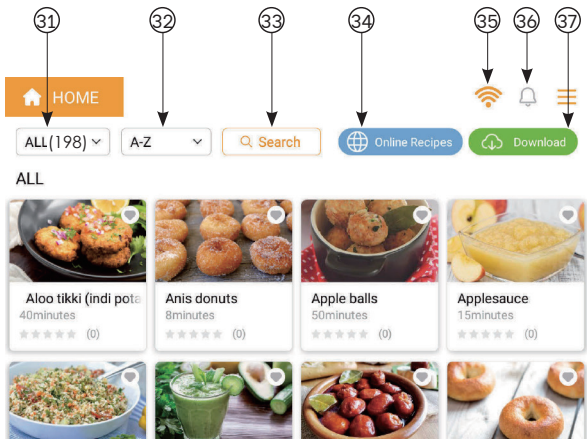 31 32 33 34 35 36 37
HOME
ALL(198) A-Z Search Online Recipes Download
ALL
Aloo tikki (indi pota Anis donuts Apple balls Applesauce
40minutes 8minutes 50minutes 15minutes
(0) (0) (0) (0)